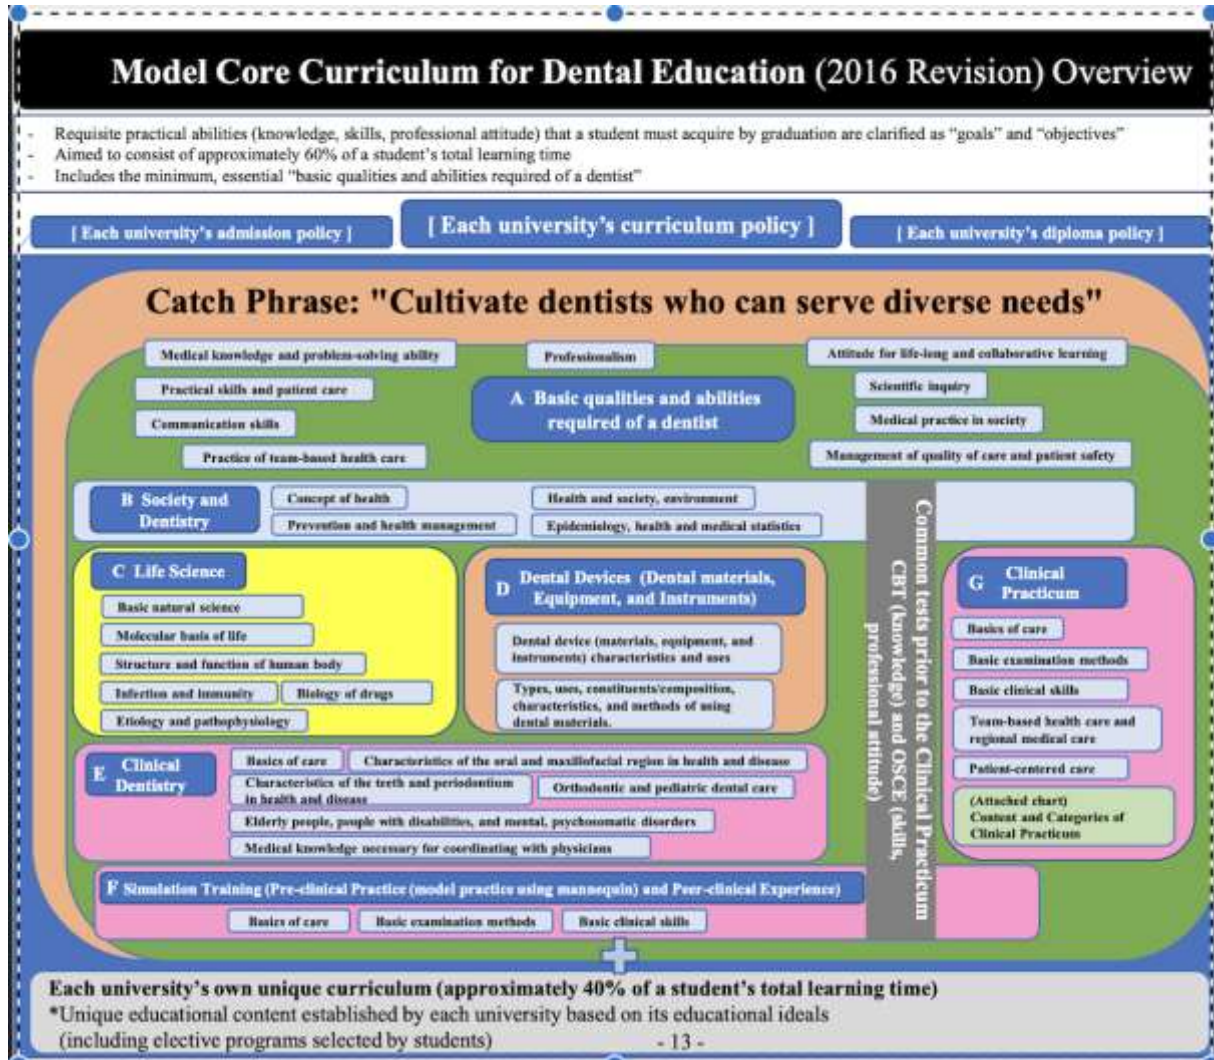 Model Core Curriculum for Dental Education (2016 Revision) Overview
- Requisite practical abilities (knowledge, skills, professional attitude) that a student must acquire by graduation are clarified as “goals” and “objectives”
- Aimed to consist of approximately 60% of a student’s total learning time
- Includes the minimum, essential “basic qualities and abilities required of a dentist”
[ Each university’s admission policy ]
[ Each university’s curriculum policy ]
[ Each university’s diploma policy ]
Catch Phrase: "Cultivate dentists who can serve diverse needs"
Medical knowledge and problem-solving ability
Professionalism
Attitude for life-long and collaborative learning
Practical skills and patient care
A Basic qualities and abilities
required of a dentist
Scientific inquiry
Communication skills
Medical practice in society
Practice of team-based health care
Management of quality of care and patient safety
B Society and
Dentistry
Concept of health
Health and society, environment
Prevention and health management
Epidemiology, health and medical statistics
Common tests prior to the Clinical Practicum
CBT (knowledge) and OSCE (skills,
professional attitude)
C Life Science
Basic natural science
Molecular basis of life
Structure and function of human body
Infection and immunity
Biology of drugs
Etiology and pathophysiology
D Dental Devices (Dental materials,
Equipment, and Instruments)
Dental device (materials, equipment, and
instruments) characteristics and uses
Types, uses, constituents/composition,
characteristics, and methods of using
dental materials.
G Clinical
Practicum
Basics of care
Basic examination methods
Basic clinical skills
Team-based health care and
regional medical care
Patient-centered care
(Attached chart)
Content and Categories of
Clinical Practicum
E Clinical
Dentistry
Basics of care
Characteristics of the oral and maxiliofacial region in health and disease
Characteristics of the teeth and periodontium
in health and disease
Orthodontic and pediatric dental care
Elderly people, people with disabilities, and mental, psychosomatic disorders
Medical knowledge necessary for coordinating with physicians
F Simulation Training (Pre-clinical Practice (model practice using mannequin) and Peer-clinical Experience)
Basics of care
Basic examination methods
Basic clinical skills
Each university’s own unique curriculum (approximately 40% of a student’s total learning time)
*Unique educational content established by each university based on its educational ideals
(including elective programs selected by students)
- 13 -